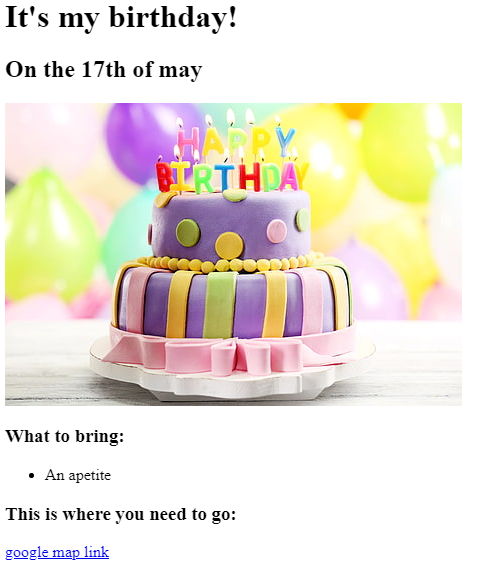 It's my birthday!
On the 17th of may
HAPPY
BIRTHDAY
What to bring:
An apetite
This is where you need to go:
google map link